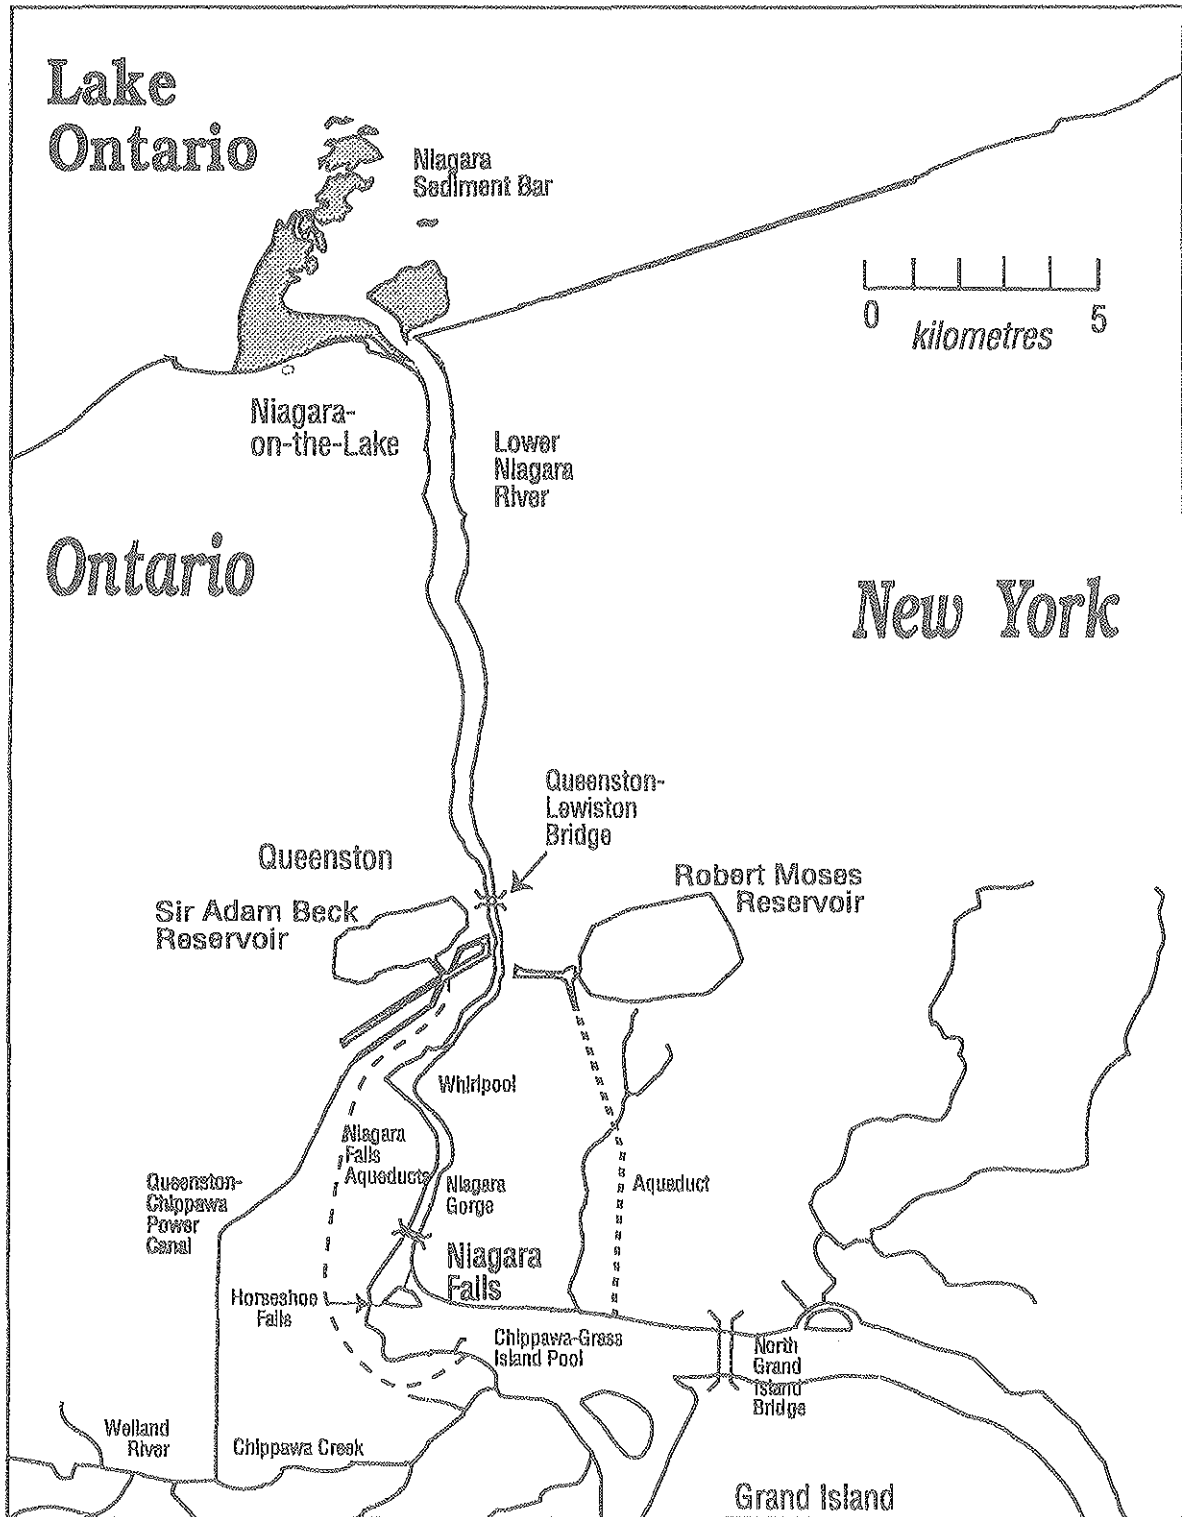 Lake
Ontario
Niagara
Sediment Bar
0
5
kilometres
Niagara-
on-the-Lake
Lower
Niagara
River
Ontario
New York
Queenston-
Lewiston
Bridge
Queenston
Robert Moses
Reservoir
Sir Adam Beck
Reservoir
Whirlpool
Niagara
Falls
Aqueducts
Queenston-
Chippawa
Power
Canal
Niagara
Gorge
Aqueduct
Niagara
Falls
Horseshoe
Falls
Chippawa-Grass
Island Pool
North
Grand
Island
Bridge
Welland
River
Chippawa Creek
Grand Island